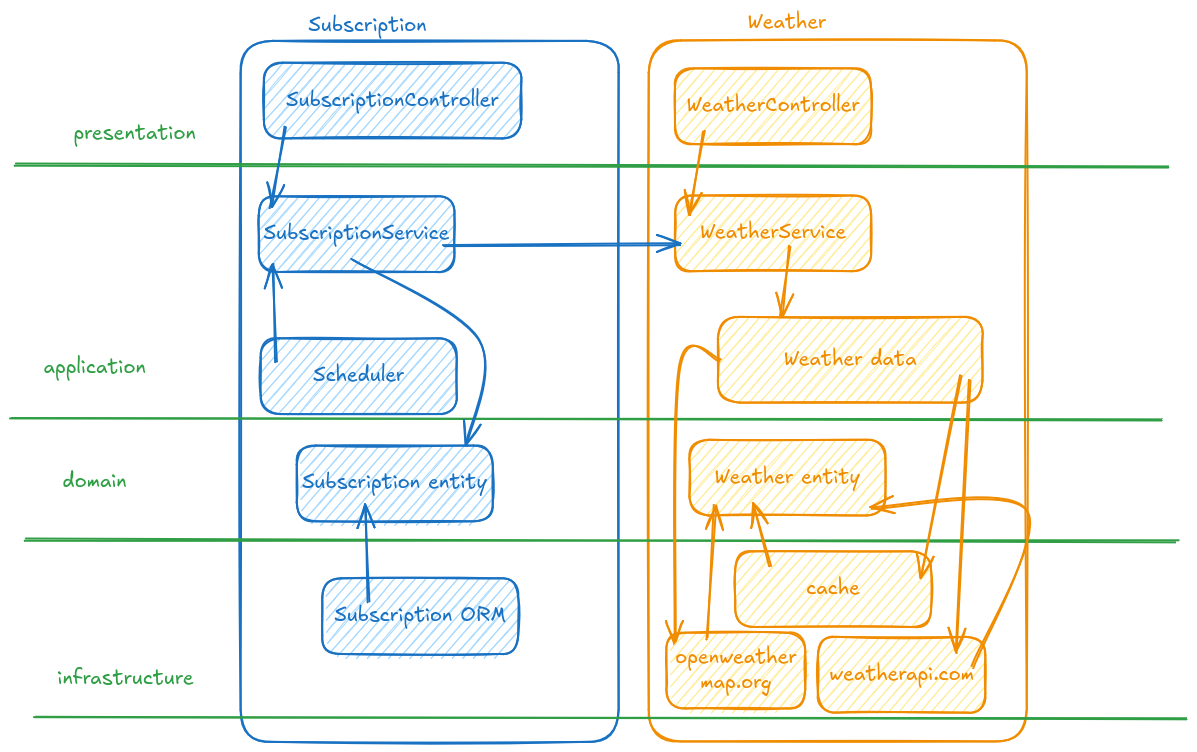 Subscription
Weather
SubscriptionController
WeatherController
presentation
SubscriptionService
WeatherService
application
Scheduler
Weather data
domain
Subscription entity
Weather entity
cache
Subscription ORM
infrastructure
openweather
map.org
weatherapi.com